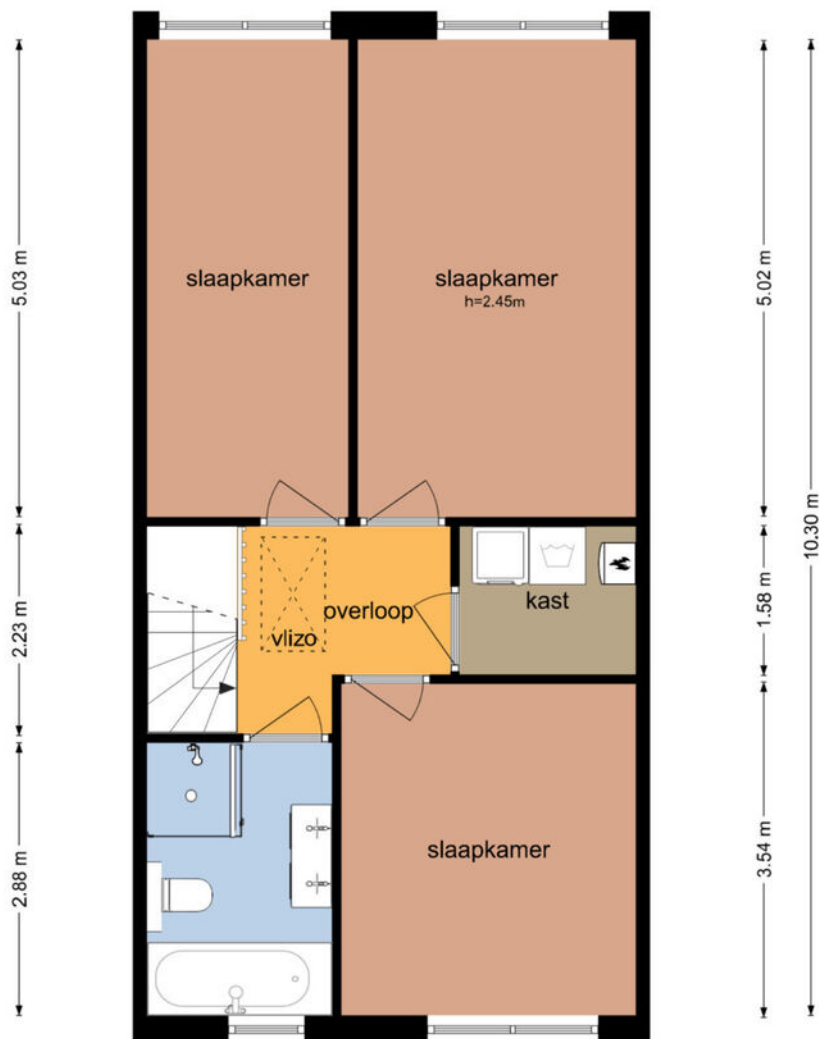 slaapkamer
slaapkamer
h=2.45m
overloop
vlizo
kast
slaapkamer
5.03 m
2.23 m
2.88 m
5.02 m
1.58 m
3.54 m
10.30 m